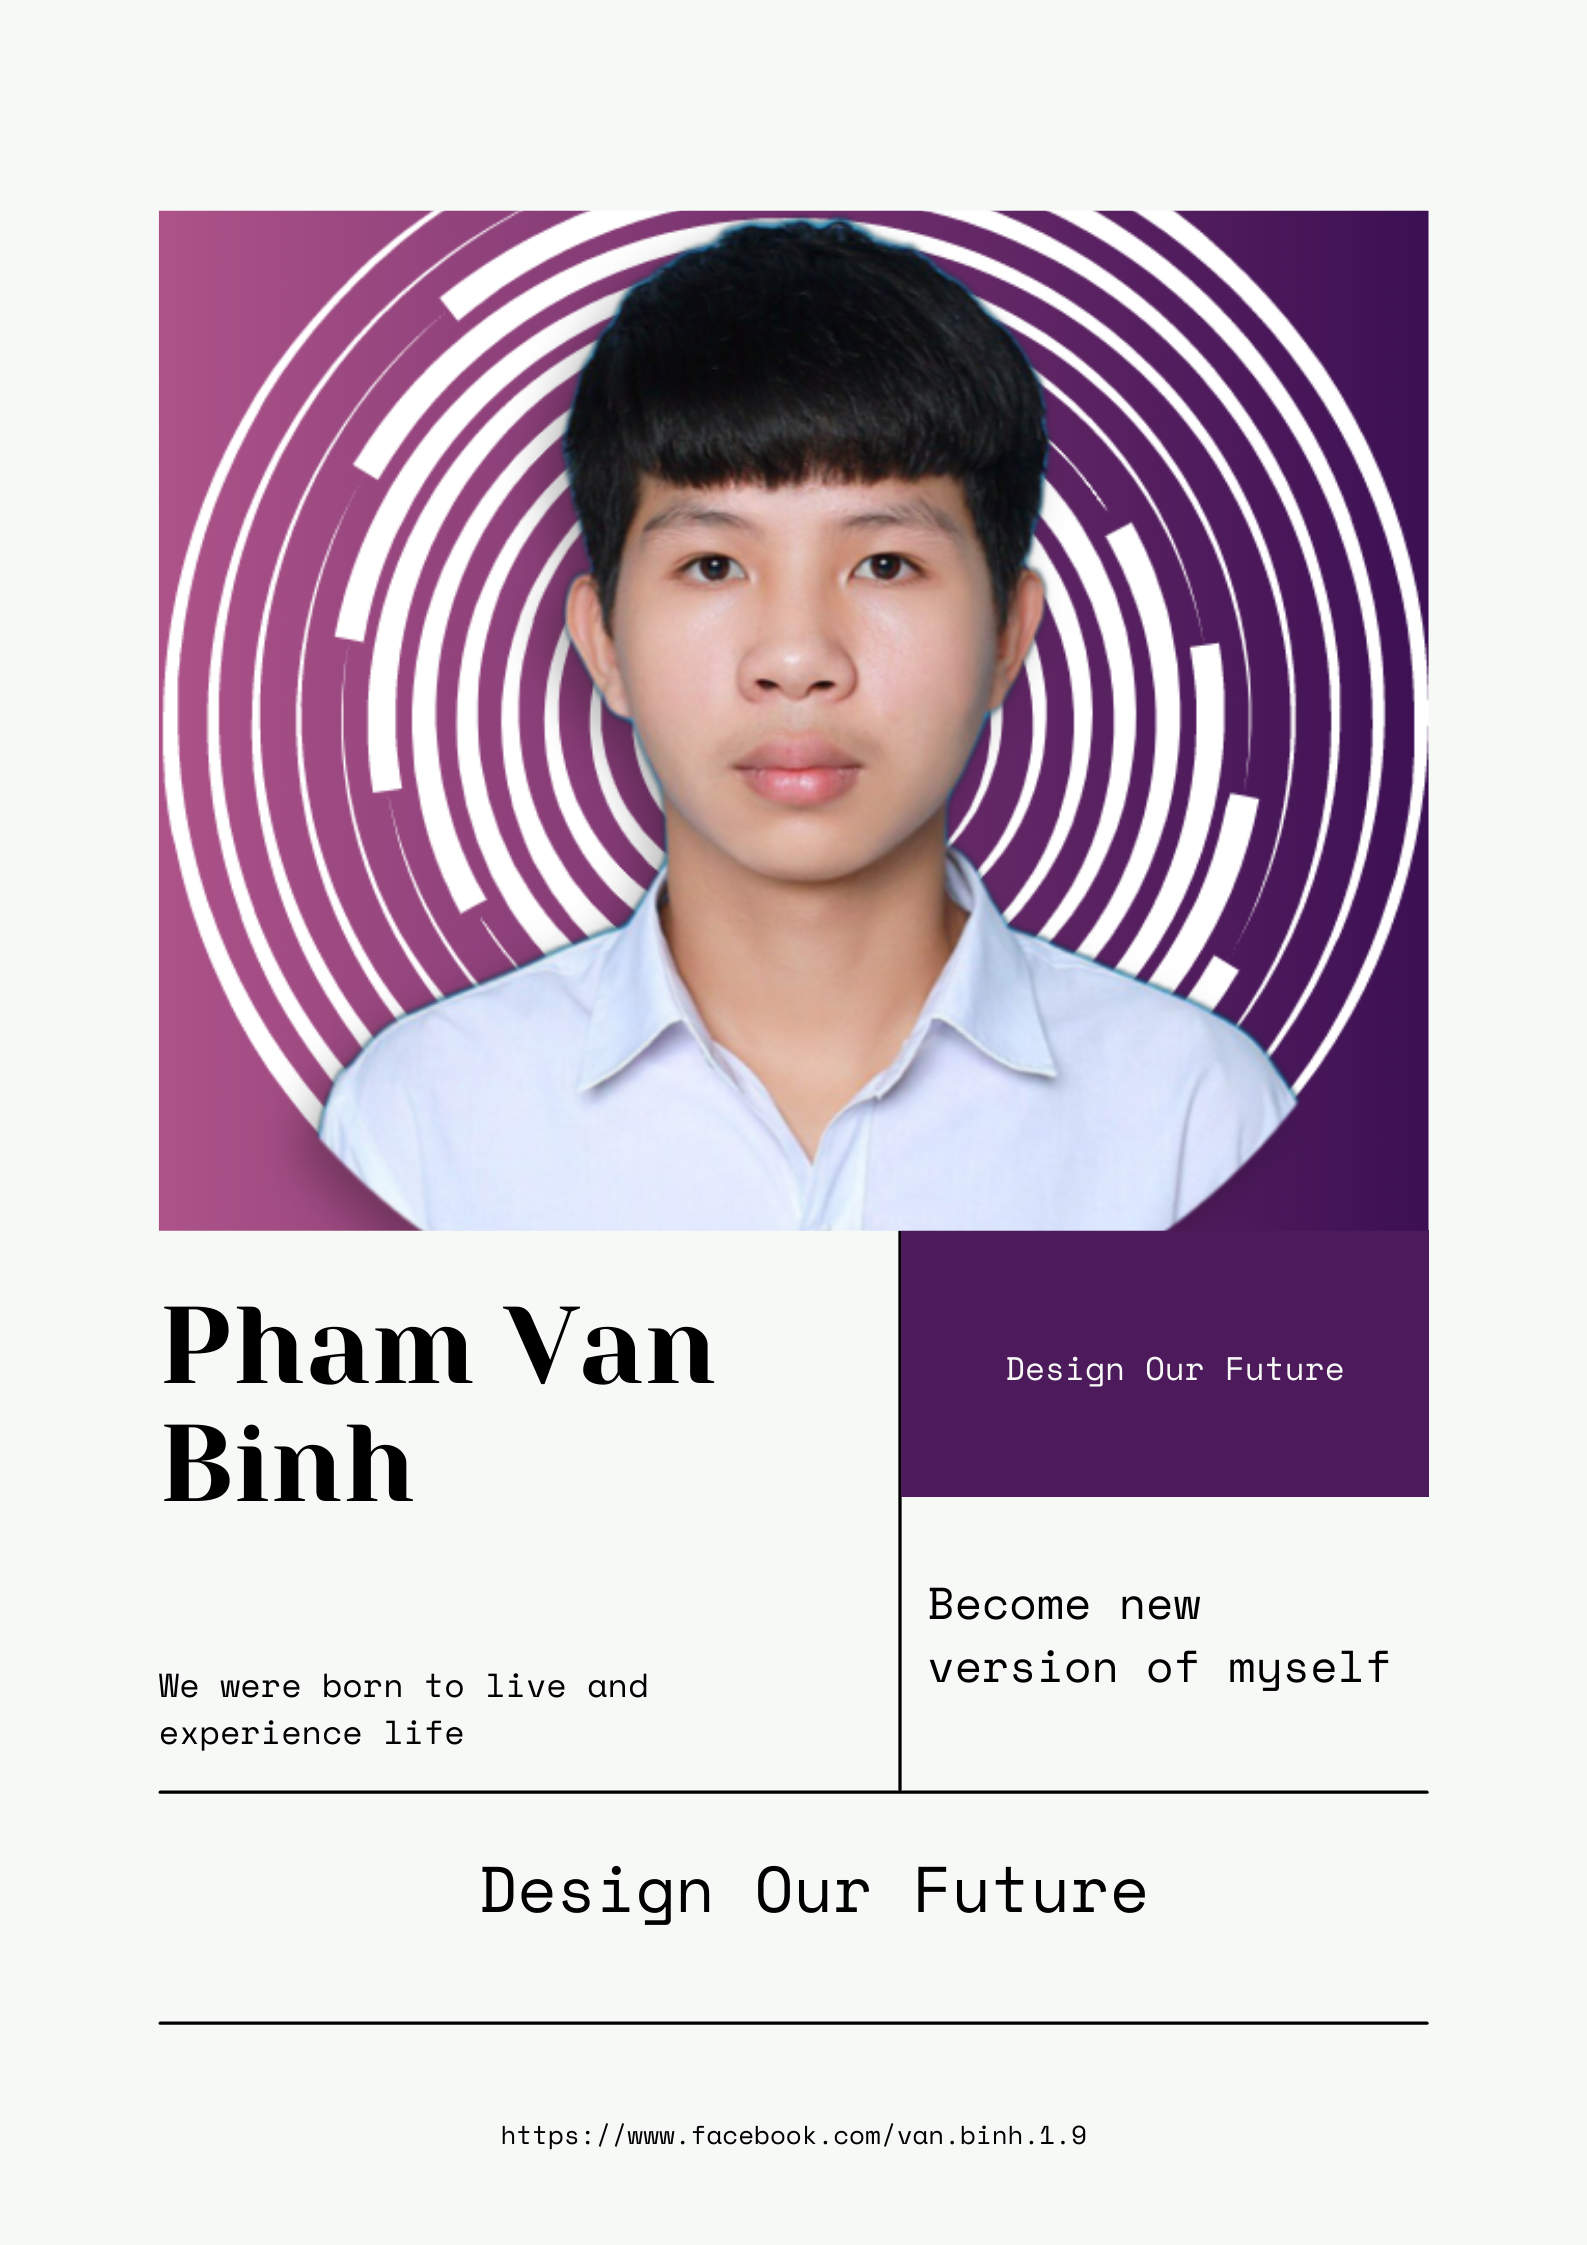 Pham Van
Binh
Design Our Future
Become new
version of myself
We were born to live and
experience life
Design Our Future
https://www.facebook.com/van.binh.1.9